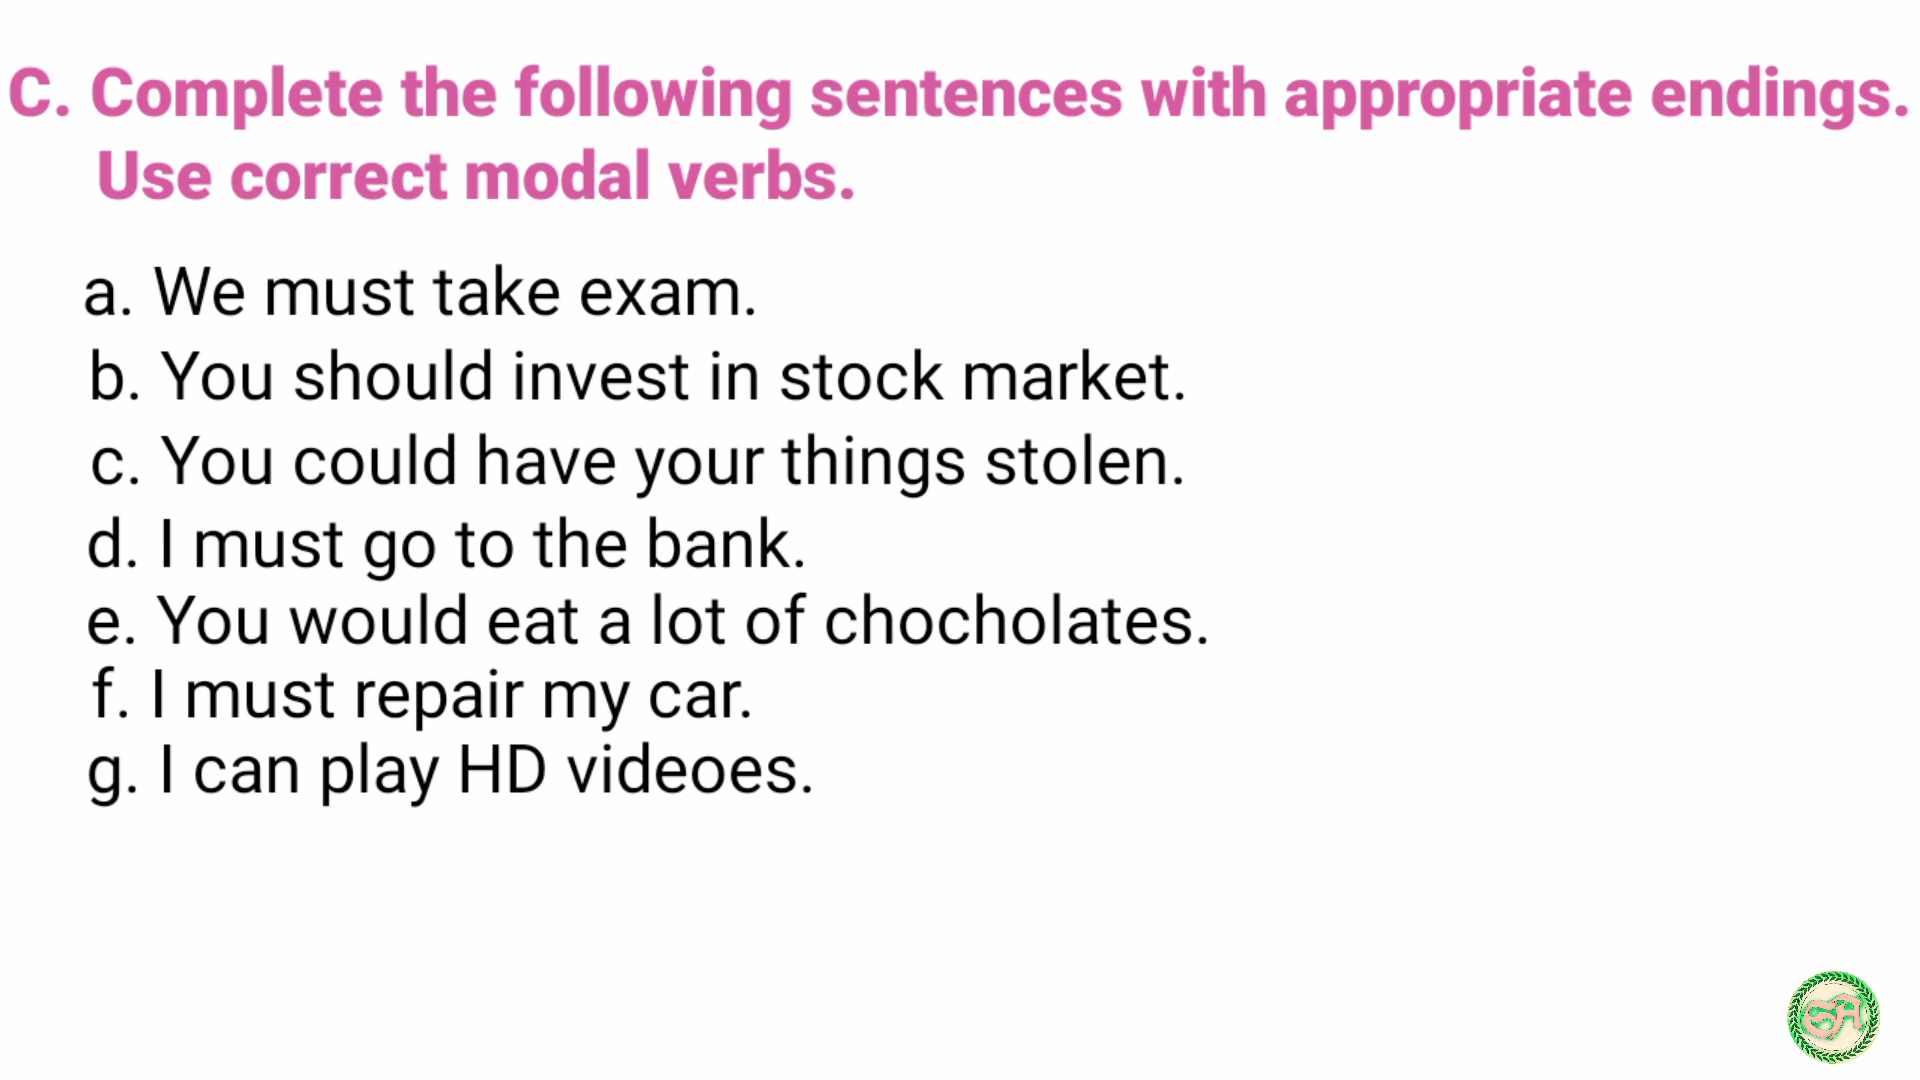 C. Complete the following sentences with appropriate endings.
Use correct modal verbs.
a. We must take exam.
b. You should invest in stock market.
c. You could have your things stolen.
d. I must go to the bank.
e. You would eat a lot of chocholates.
f. I must repair my car.
g. I can play HD videoes.